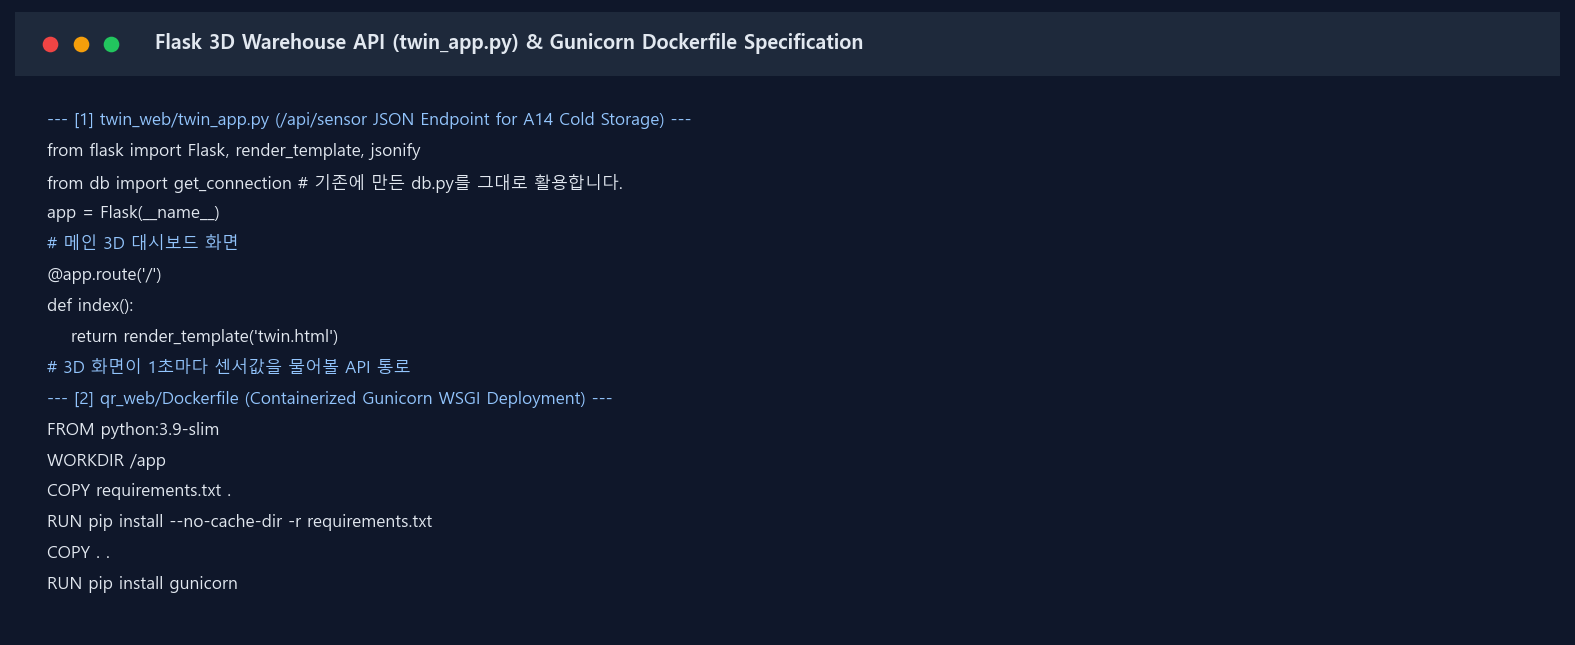 Flask 3D Warehouse API (twin_app.py) & Gunicorn Dockerfile Specification
--- [1] twin_web/twin_app.py (/api/sensor JSON Endpoint for A14 Cold Storage) ---
from flask import Flask, render_template, jsonify
from db import get_connection # 기존에 만든 db.py를 그대로 활용합니다.
app = Flask(__name__)
# 메인 3D 대시보드 화면
@app.route('/')
def index():
    return render_template('twin.html')
# 3D 화면이 1초마다 센서값을 물어볼 API 통로
--- [2] qr_web/Dockerfile (Containerized Gunicorn WSGI Deployment) ---
FROM python:3.9-slim
WORKDIR /app
COPY requirements.txt .
RUN pip install --no-cache-dir -r requirements.txt
COPY . .
RUN pip install gunicorn